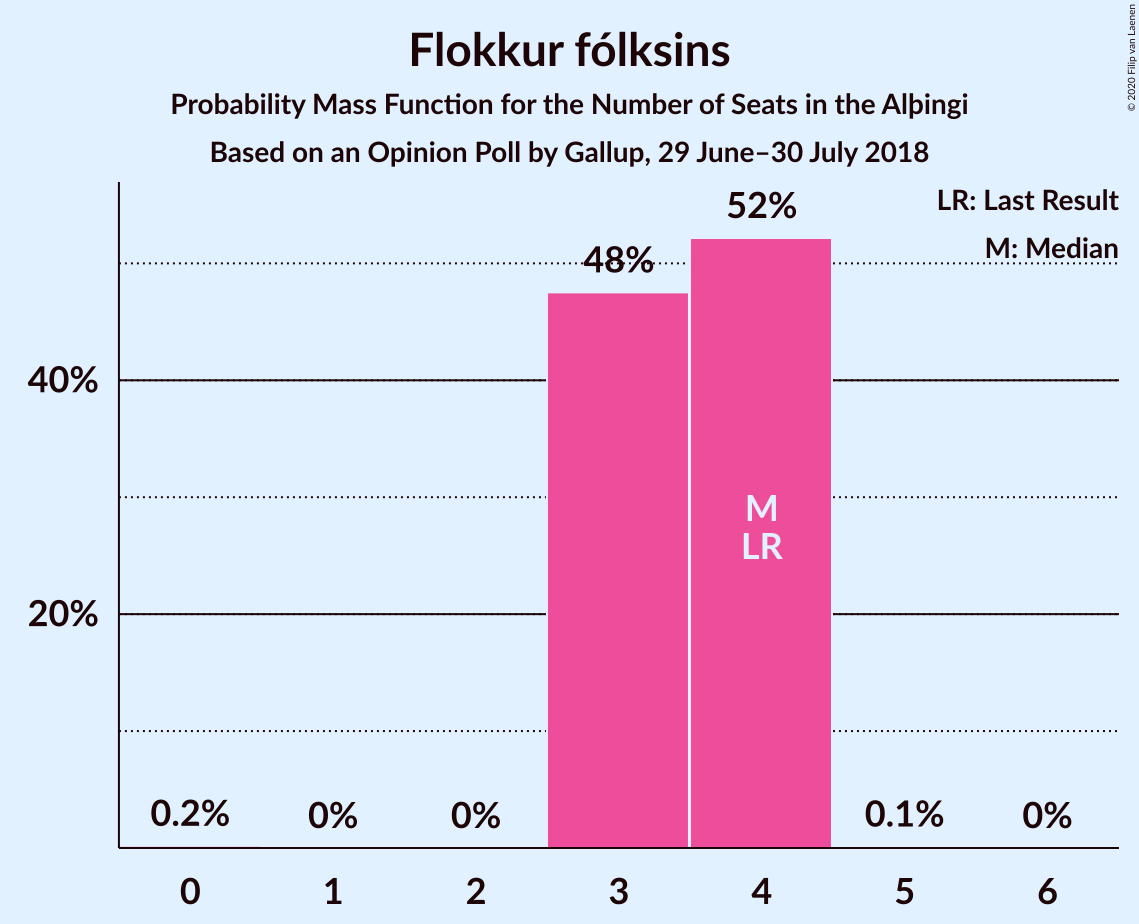 Flokkur fólksins
Probability Mass Function for the Number of Seats in the Alþingi
Based on an Opinion Poll by Gallup, 29 June–30 July 2018
© 2020 Filip van Laenen
LR: Last Result
M: Median
52%
48%
40%
M
LR
20%
0.2% 0% 0% 0.1% 0%
0 1 2 3 4 5 6